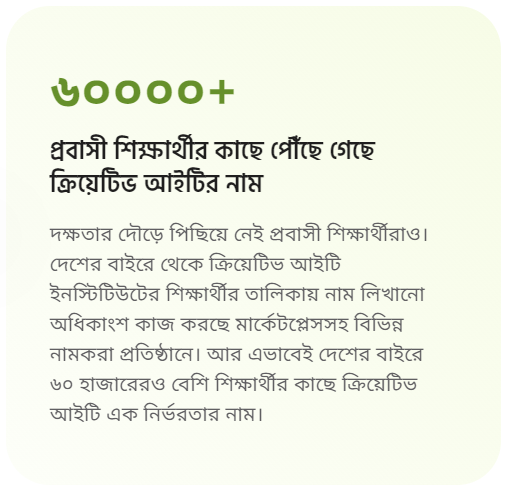 ৬০০০০+
প্রবাসী শিক্ষার্থীর কাছে পৌঁছে গেছে
ক্রিয়েটিভ আইটির নাম
দক্ষতার দৌড়ে পিছিয়ে নেই প্রবাসী শিক্ষার্থীরাও।
দেশের বাইরে থেকে ক্রিয়েটিভ আইটি
ইনস্টিটিউটের শিক্ষার্থীর তালিকায় নাম লিখানো
অধিকাংশ কাজ করছে মার্কেটপ্লেসসহ বিভিন্ন
নামকরা প্রতিষ্ঠানে। আর এভাবেই দেশের বাইরে
৬০ হাজারেরও বেশি শিক্ষার্থীর কাছে ক্রিয়েটিভ
আইটি এক নির্ভরতার নাম।